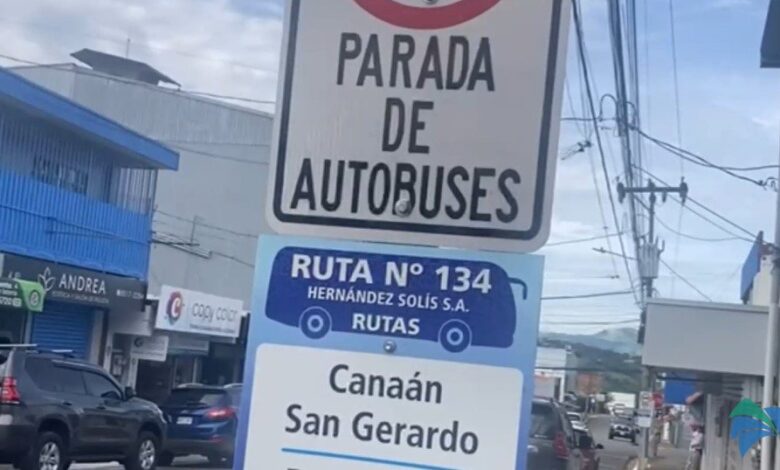 PARADA
DE
AUTOBUSES
RUTA Nº 134
HERNÁNDEZ SOLÍS S.A.
RUTAS
Canaán
San Gerardo
ANDREA
copy color